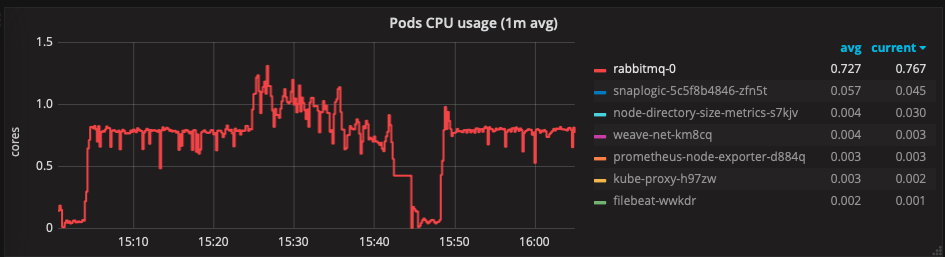 Pods CPU usage (1m avg)
cores
1.5
1.0
0.5
0
15:10 15:20 15:30 15:40 15:50 16:00
avg current
rabbitmq-0 0.727 0.767
snaplogic-5c5f8b4846-zfn5t 0.057 0.045
node-directory-size-metrics-s7kjv 0.004 0.030
weave-net-km8cq 0.004 0.003
prometheus-node-exporter-d884q 0.003 0.003
kube-proxy-h97zw 0.003 0.002
filebeat-wwkdr 0.002 0.001